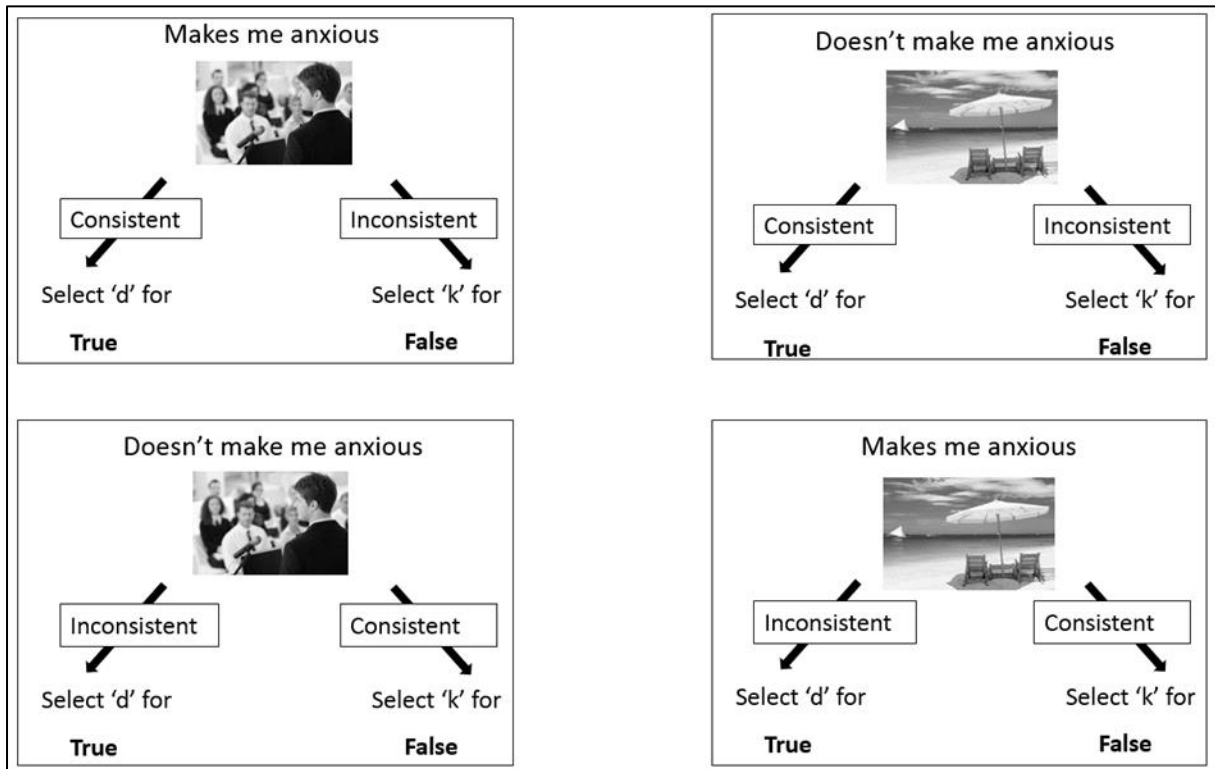 Makes me anxious
Consistent
Inconsistent
Select ‘d’ for
Select ‘k’ for
True
False
Doesn’t make me anxious
Consistent
Inconsistent
Select ‘d’ for
Select ‘k’ for
True
False
Doesn’t make me anxious
Inconsistent
Consistent
Select ‘d’ for
Select ‘k’ for
True
False
Makes me anxious
Inconsistent
Consistent
Select ‘d’ for
Select ‘k’ for
True
False